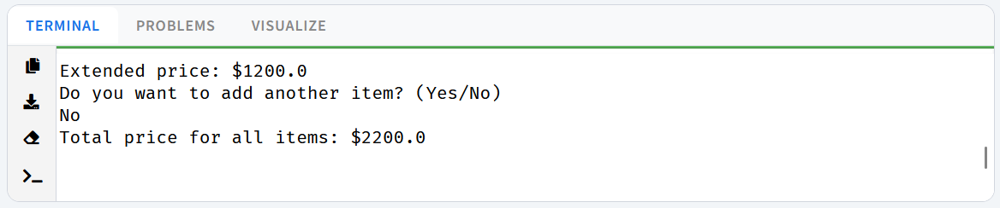 TERMINAL PROBLEMS VISUALIZE
Extended price: $1200.0
Do you want to add another item? (Yes/No)
No
Total price for all items: $2200.0